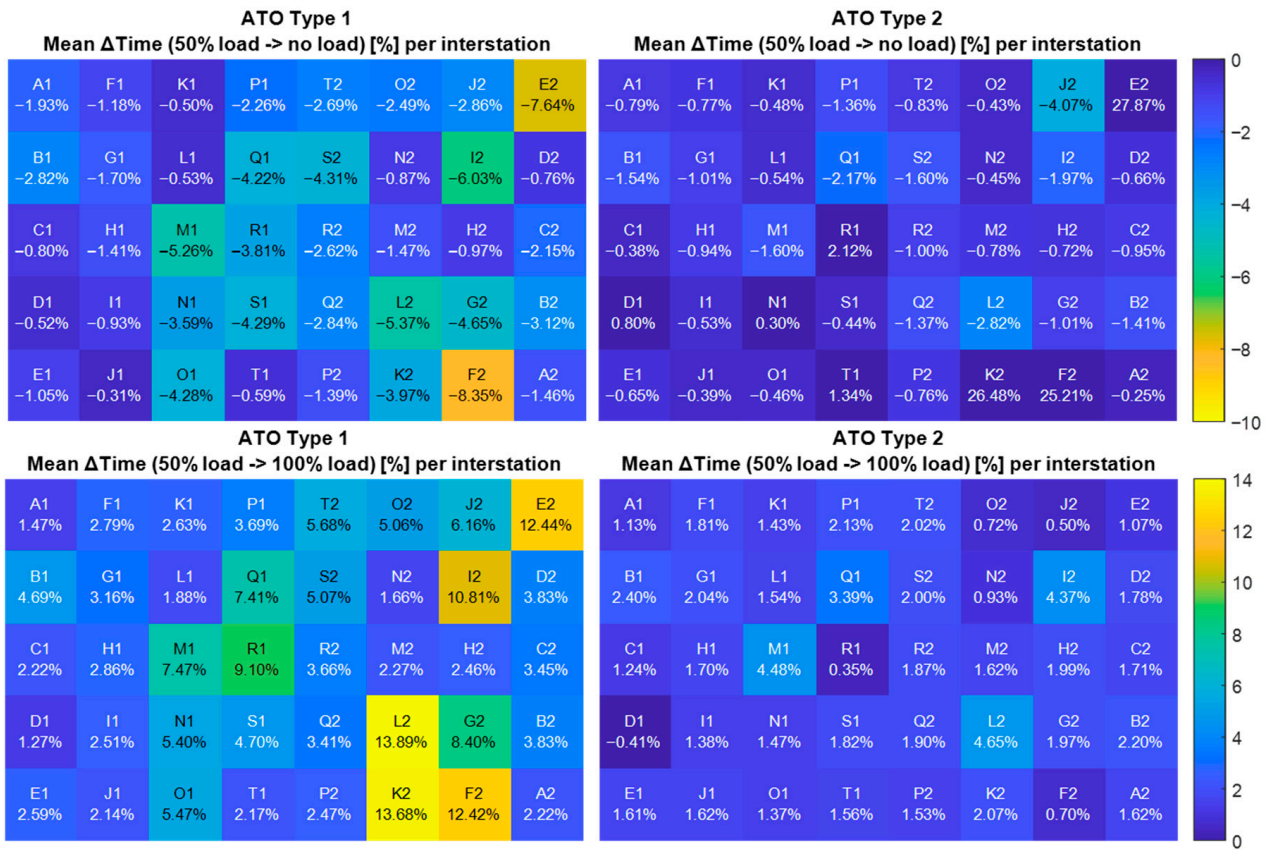 ATO Type 1
Mean ΔTime (50% load -> no load) [%] per interstation
A1 F1 K1 P1 T2 O2 J2 E2
−1.93% −1.18% −0.50% −2.26% −2.69% −2.49% −2.86% −7.64%
B1 G1 L1 Q1 S2 N2 I2 D2
−2.82% −1.70% −0.53% −4.22% −4.31% −0.87% −6.03% −0.76%
C1 H1 M1 R1 R2 M2 H2 C2
−0.80% −1.41% −5.26% −3.81% −2.62% −1.47% −0.97% −2.15%
D1 I1 N1 S1 Q2 L2 G2 B2
−0.52% −0.93% −3.59% −4.29% −2.84% −5.37% −4.65% −3.12%
E1 J1 O1 T1 P2 K2 F2 A2
−1.05% −0.31% −4.28% −0.59% −1.39% −3.97% −8.35% −1.46%
ATO Type 2
Mean ΔTime (50% load -> no load) [%] per interstation
A1 F1 K1 P1 T2 O2 J2 E2
−0.79% −0.77% −0.48% −1.36% −0.83% −0.43% −4.07% 27.87%
B1 G1 L1 Q1 S2 N2 I2 D2
−1.54% −1.01% −0.54% −2.17% −1.60% −0.45% −1.97% −0.66%
C1 H1 M1 R1 R2 M2 H2 C2
−0.38% −0.94% −1.60% 2.12% −1.00% −0.78% −0.72% −0.95%
D1 I1 N1 S1 Q2 L2 G2 B2
0.80% −0.53% 0.30% −0.44% −1.37% −2.82% −1.01% −1.41%
E1 J1 O1 T1 P2 K2 F2 A2
−0.65% −0.39% −0.46% 1.34% −0.76% 26.48% 25.21% −0.25%
0
−2
−4
−6
−8
−10
ATO Type 1
Mean ΔTime (50% load -> 100% load) [%] per interstation
A1 F1 K1 P1 T2 O2 J2 E2
1.47% 2.79% 2.63% 3.69% 5.68% 5.06% 6.16% 12.44%
B1 G1 L1 Q1 S2 N2 I2 D2
4.69% 3.16% 1.88% 7.41% 5.07% 1.66% 10.81% 3.83%
C1 H1 M1 R1 R2 M2 H2 C2
2.22% 2.86% 7.47% 9.10% 3.66% 2.27% 2.46% 3.45%
D1 I1 N1 S1 Q2 L2 G2 B2
1.27% 2.51% 5.40% 4.70% 3.41% 13.89% 8.40% 3.83%
E1 J1 O1 T1 P2 K2 F2 A2
2.59% 2.14% 5.47% 2.17% 2.47% 13.68% 12.42% 2.22%
ATO Type 2
Mean ΔTime (50% load -> 100% load) [%] per interstation
A1 F1 K1 P1 T2 O2 J2 E2
1.13% 1.81% 1.43% 2.13% 2.02% 0.72% 0.50% 1.07%
B1 G1 L1 Q1 S2 N2 I2 D2
2.40% 2.04% 1.54% 3.39% 2.00% 0.93% 4.37% 1.78%
C1 H1 M1 R1 R2 M2 H2 C2
1.24% 1.70% 4.48% 0.35% 1.87% 1.62% 1.99% 1.71%
D1 I1 N1 S1 Q2 L2 G2 B2
−0.41% 1.38% 1.47% 1.82% 1.90% 4.65% 1.97% 2.20%
E1 J1 O1 T1 P2 K2 F2 A2
1.61% 1.62% 1.37% 1.56% 1.53% 2.07% 0.70% 1.62%
14
12
10
8
6
4
2
0